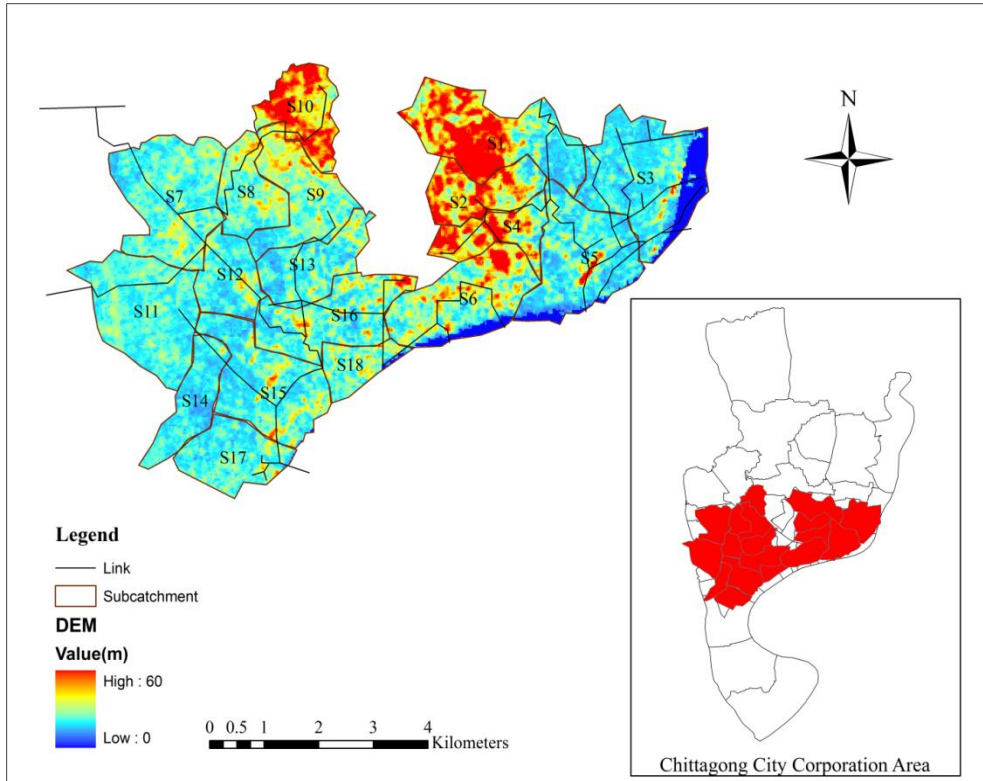 S10
N
S1
S3
S7
S8
S9
S2
S4
S5
S12
S13
S6
S11
S16
S18
S15
S14
S17
Legend
Link
Subcatchment
DEM
Value(m)
High : 60
Low : 0
0 0.5 1 2 3 4
Kilometers
Chittagong City Corporation Area